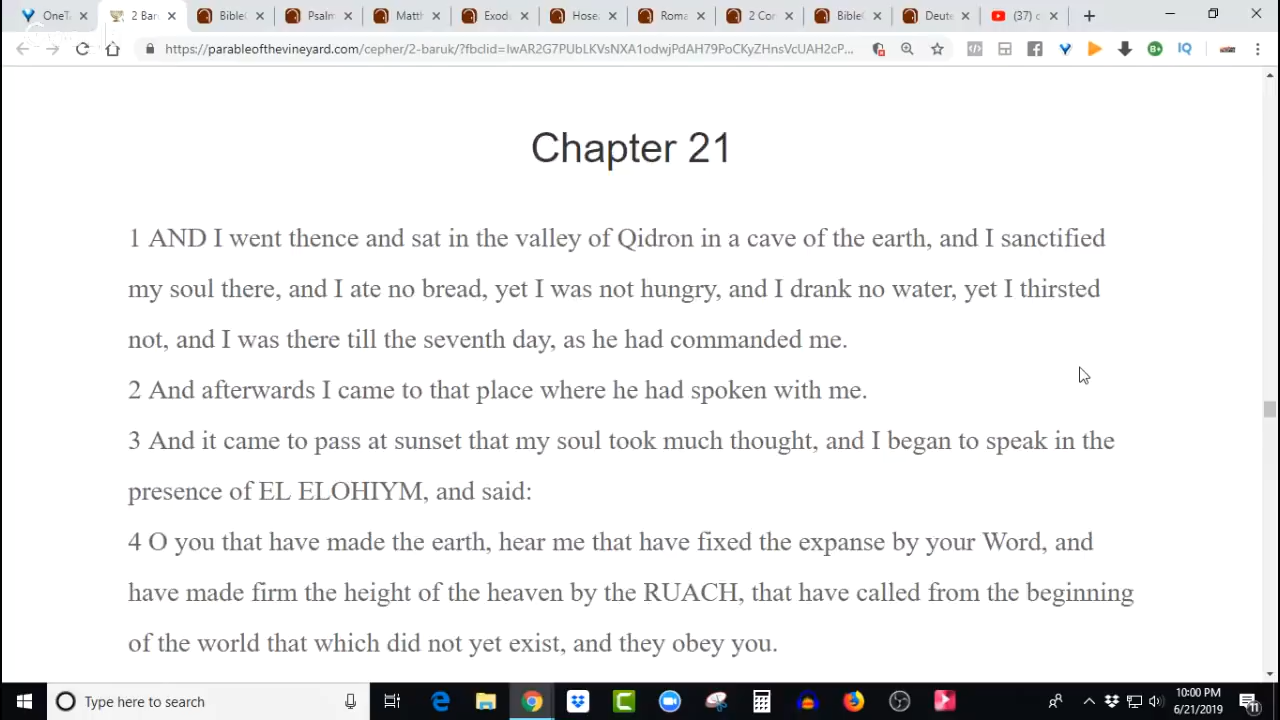 OneT
2 Bar
BibleG
Psalm
Matth
Exod
Hosea
Roma
2 Cor
BibleG
Deute
(37) c
https://parableofthevineyard.com/cepher/2-baruk/?fbclid=IwAR2G7PUbLKVsNXA1odwjPdAH79PoCKyZHnsVcUAH2cP...
IQ
Chapter 21
1 AND I went thence and sat in the valley of Qidron in a cave of the earth, and I sanctified
my soul there, and I ate no bread, yet I was not hungry, and I drank no water, yet I thirsted
not, and I was there till the seventh day, as he had commanded me.
2 And afterwards I came to that place where he had spoken with me.
3 And it came to pass at sunset that my soul took much thought, and I began to speak in the
presence of EL ELOHIYM, and said:
4 O you that have made the earth, hear me that have fixed the expanse by your Word, and
have made firm the height of the heaven by the RUACH, that have called from the beginning
of the world that which did not yet exist, and they obey you.
Type here to search
10:00 PM
6/21/2019
11